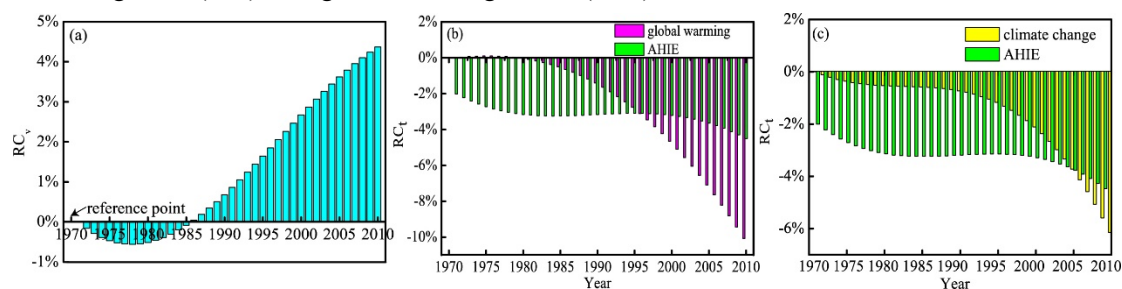 (a)
5%
4%
3%
2%
1%
0%
-1%
RCv
reference point
1970 1975 1980 1985 1990 1995 2000 2005 2010
(b)
global warming
AHIE
2%
0%
-2%
-4%
-6%
-8%
-10%
RCt
1970 1975 1980 1985 1990 1995 2000 2005 2010
Year
(c)
climate change
AHIE
2%
0%
-2%
-4%
-6%
RCt
1970 1975 1980 1985 1990 1995 2000 2005 2010
Year